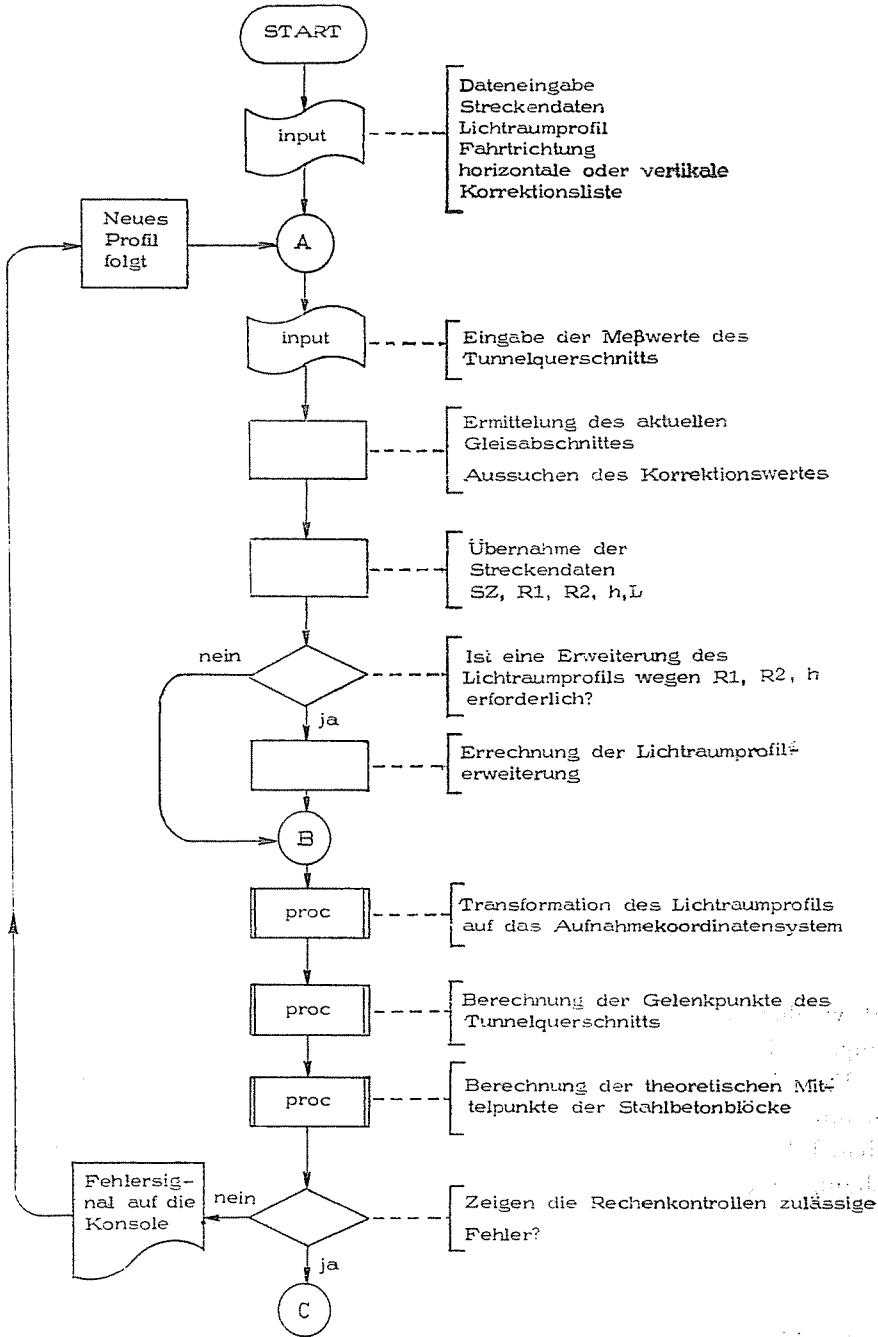 START
input
Dateneingabe
Streckendaten
Lichtraumprofil
Fahrtrichtung
horizontale oder vertikale
Korrektionsliste
Neues
Profil
folgt
A
input
Eingabe der Meßwerte des
Tunnelquerschnitts
Ermittelung des aktuellen
Gleisabschnittes
Aussuchen des Korrektionswertes
Übernahme der
Streckendaten
SZ, R1, R2, h,L
nein
Ist eine Erweiterung des
Lichtraumprofils wegen R1, R2, h
erforderlich?
ja
Errechnung der Lichtraumprofil-
erweiterung
B
proc
Transformation des Lichtraumprofils
auf das Aufnahmekoordinatensystem
proc
Berechnung der Gelenkpunkte des
Tunnelquerschnitts
proc
Berechnung der theoretischen Mit-
telpunkte der Stahlbetonblöcke
Fehlersig-
nal auf die
Konsole
nein
Zeigen die Rechenkontrollen zulässige
Fehler?
ja
C